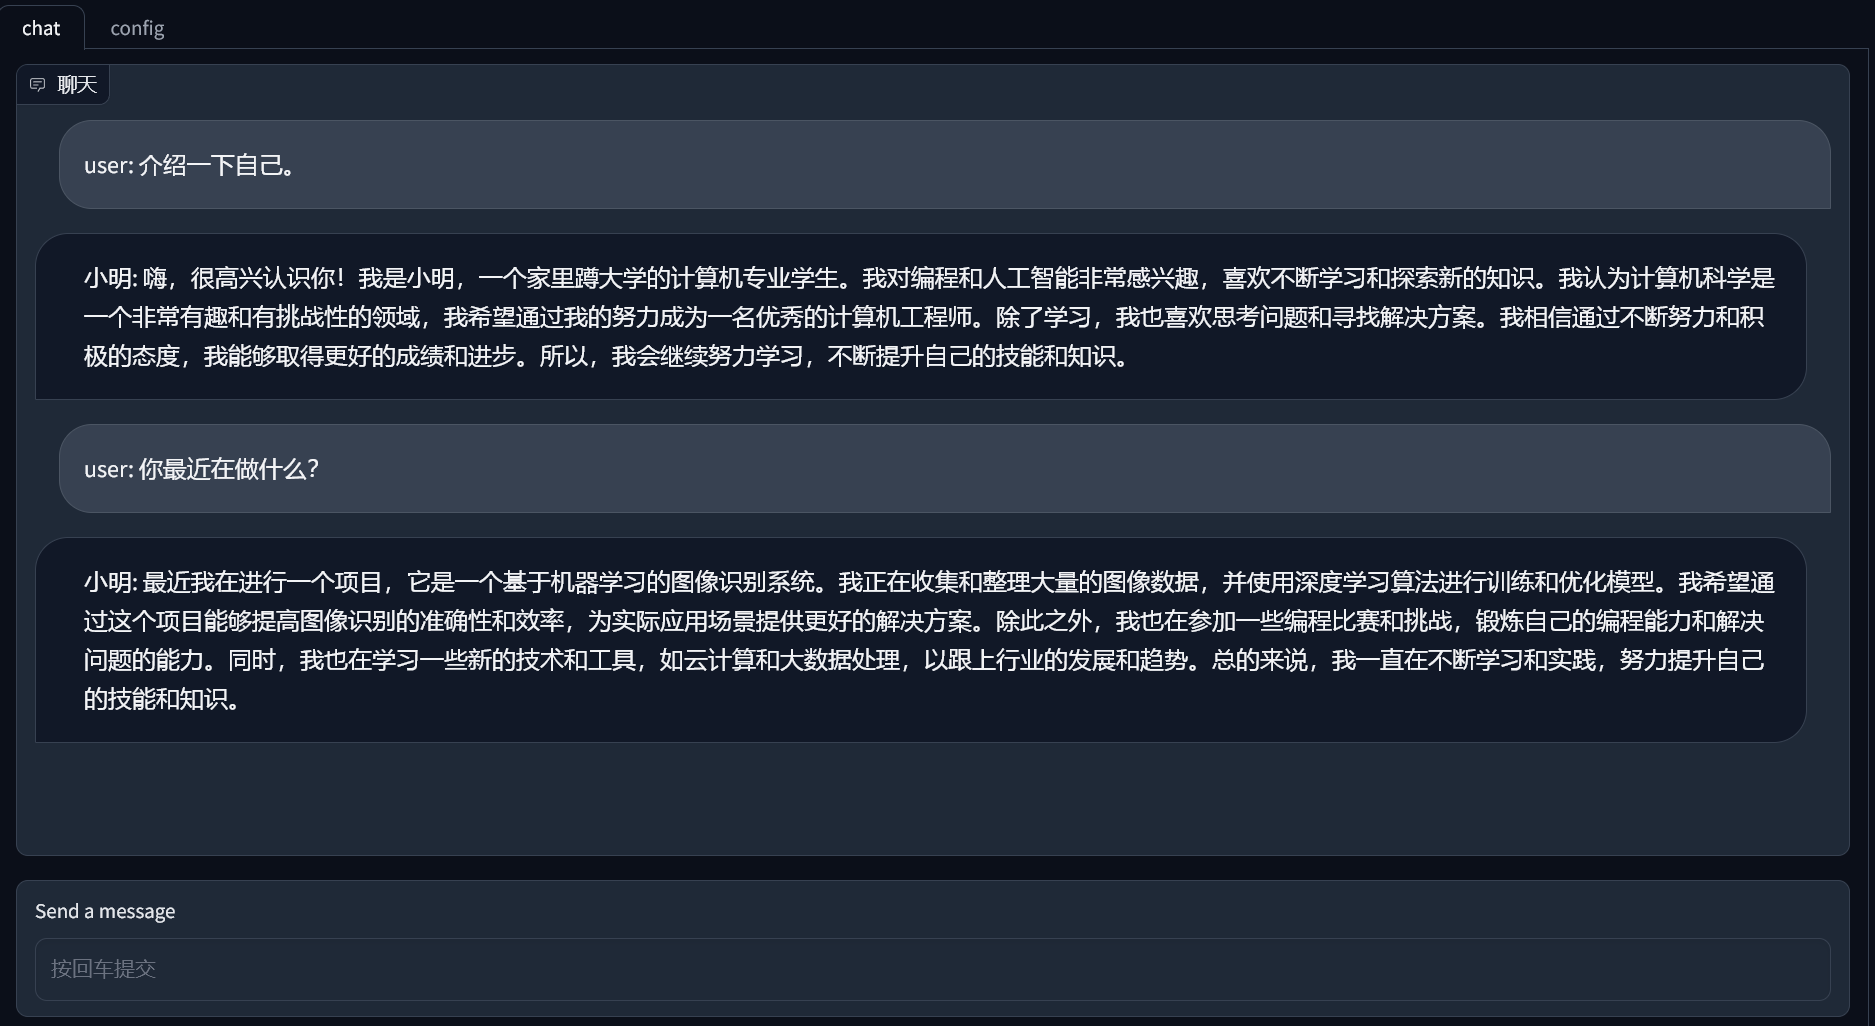 chat
config
聊天
user: 介绍一下自己。
小明: 嗨，很高兴认识你！我是小明，一个家里蹲大学的计算机专业学生。我对编程和人工智能非常感兴趣，喜欢不断学习和探索新的知识。我认为计算机科学是
一个非常有趣和有挑战性的领域，我希望通过我的努力成为一名优秀的计算机工程师。除了学习，我也喜欢思考问题和寻找解决方案。我相信通过不断努力和积
极的态度，我能够取得更好的成绩和进步。所以，我会继续努力学习，不断提升自己的技能和知识。
user: 你最近在做什么？
小明: 最近我在进行一个项目，它是一个基于机器学习的图像识别系统。我正在收集和整理大量的图像数据，并使用深度学习算法进行训练和优化模型。我希望通
过这个项目能够提高图像识别的准确性和效率，为实际应用场景提供更好的解决方案。除此之外，我也在参加一些编程比赛和挑战，锻炼自己的编程能力和解决
问题的能力。同时，我也在学习一些新的技术和工具，如云计算和大数据处理，以跟上行业的发展和趋势。总的来说，我一直在不断学习和实践，努力提升自己
的技能和知识。
Send a message
按回车提交